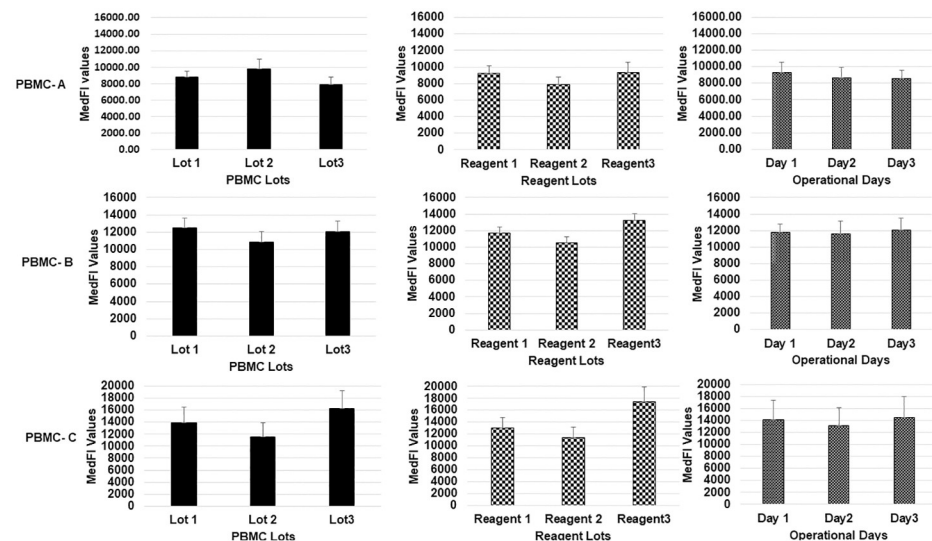 PBMC-A
MedFI values
16000.00
14000.00
12000.00
10000.00
8000.00
6000.00
4000.00
2000.00
0.00
Lot 1 Lot 2 Lot3
PBMC Lots
MedFI Values
16000
14000
12000
10000
8000
6000
4000
2000
0
Reagent 1 Reagent 2 Reagent3
Reagent Lots
MedFI Values
16000.00
14000.00
12000.00
10000.00
8000.00
6000.00
4000.00
2000.00
0.00
Day 1 Day2 Day3
Operational Days
PBMC-B
MedFI Values
16000
14000
12000
10000
8000
6000
4000
2000
0
Lot 1 Lot 2 Lot3
PBMC Lots
MedFI Values
16000
14000
12000
10000
8000
6000
4000
2000
0
Reagent 1 Reagent 2 Reagent3
Reagent Lots
MedFI Values
16000
14000
12000
10000
8000
6000
4000
2000
0
Day 1 Day2 Day3
Operational Days
PBMC- C
MedFI Values
20000
18000
16000
14000
12000
10000
8000
6000
4000
2000
0
Lot 1 Lot 2 Lot3
PBMC Lots
MedFI Values
20000
18000
16000
14000
12000
10000
8000
6000
4000
2000
0
Reagent 1 Reagent 2 Reagent3
Reagent Lots
MedFI Values
20000
18000
16000
14000
12000
10000
8000
6000
4000
2000
0
Day 1 Day2 Day3
Operational Days